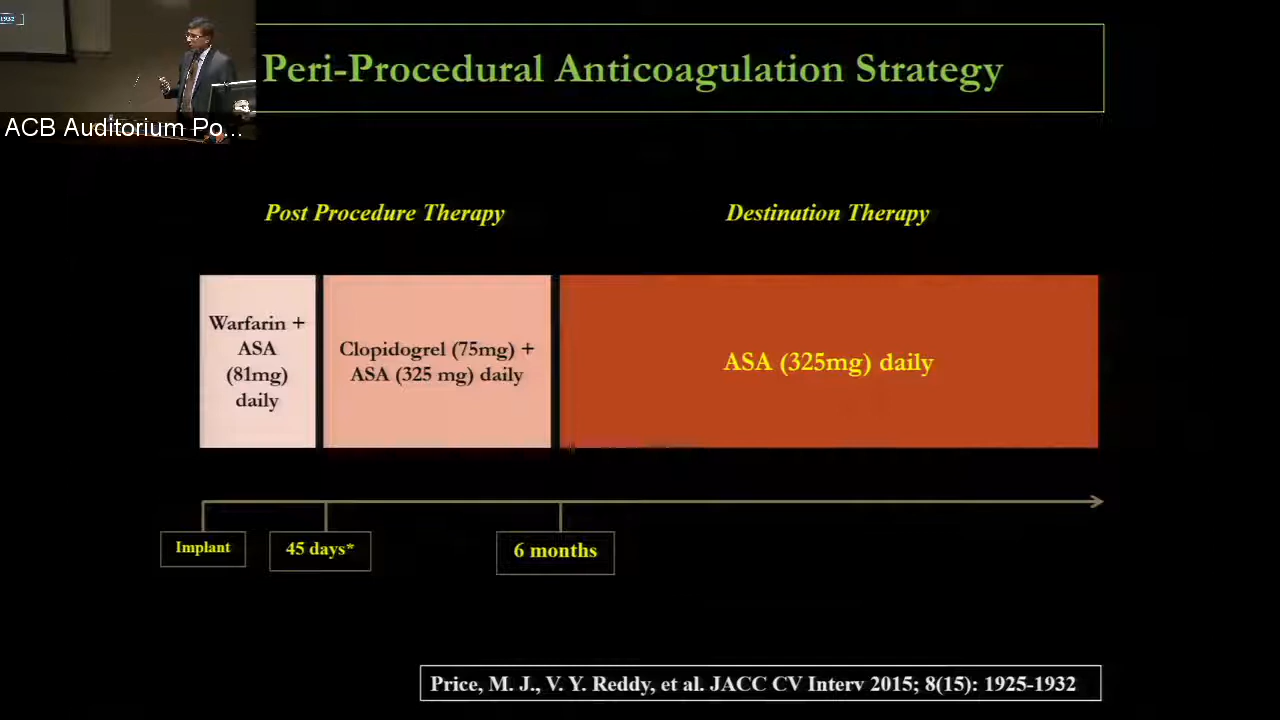 1932
ACB Auditorium Po...
Peri-Procedural Anticoagulation Strategy
Post Procedure Therapy
Destination Therapy
Warfarin +
ASA
(81mg)
daily
Clopidogrel (75mg) +
ASA (325 mg) daily
ASA (325mg) daily
Implant
45 days*
6 months
Price, M. J., V. Y. Reddy, et al. JACC CV Interv 2015; 8(15): 1925-1932